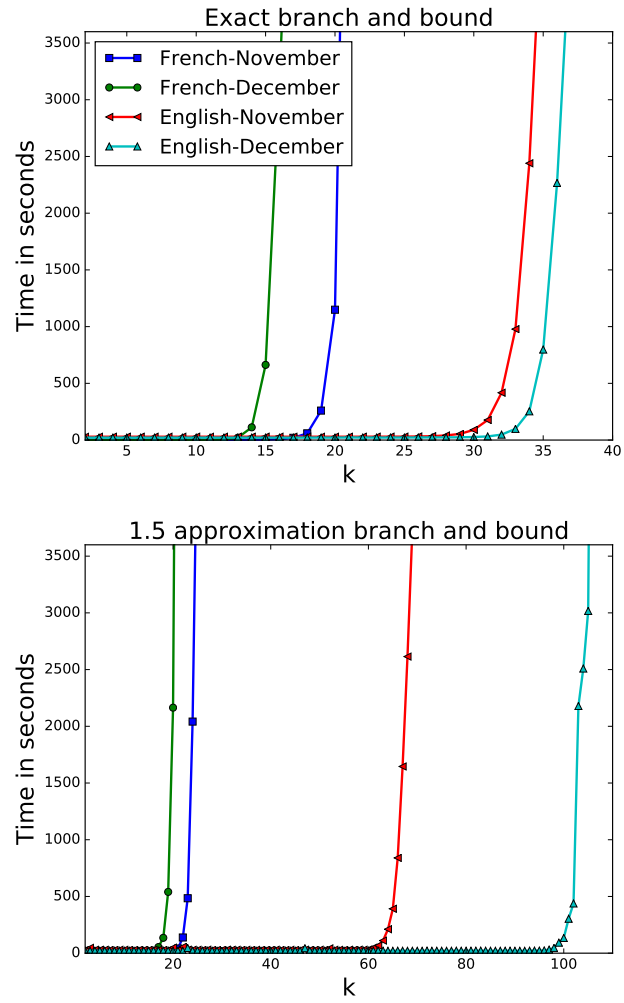 Exact branch and bound
3500
3000
2500
2000
1500
1000
500
0
Time in seconds
French-November
French-December
English-November
English-December
5 10 15 20 25 30 35 40
k
1.5 approximation branch and bound
3500
3000
2500
2000
1500
1000
500
0
Time in seconds
20 40 60 80 100
k